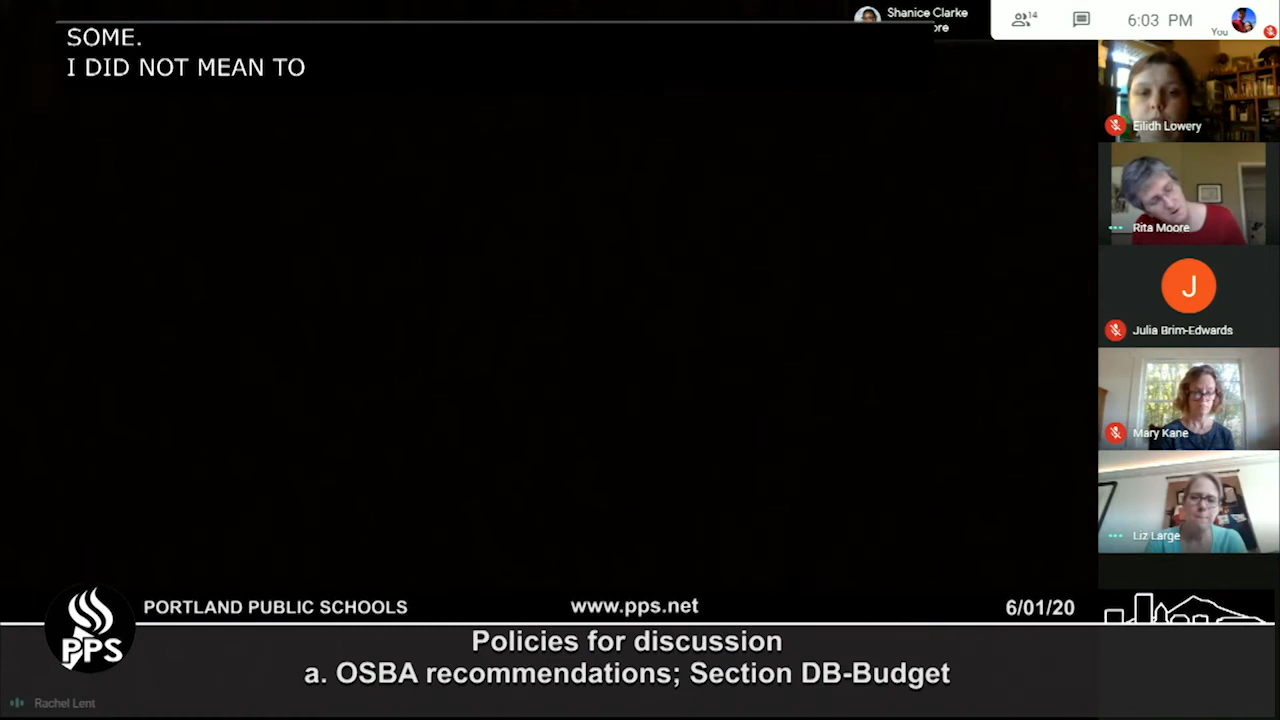 SOME.
I DID NOT MEAN TO
Shanice Clarke
ore
14
6:03 PM
You
Eilidh Lowery
Rita Moore
J
Julia Brim-Edwards
Mary Kane
Liz Large
PPS
PORTLAND PUBLIC SCHOOLS
www.pps.net
6/01/20
Policies for discussion
a. OSBA recommendations; Section DB-Budget
Rachel Lent